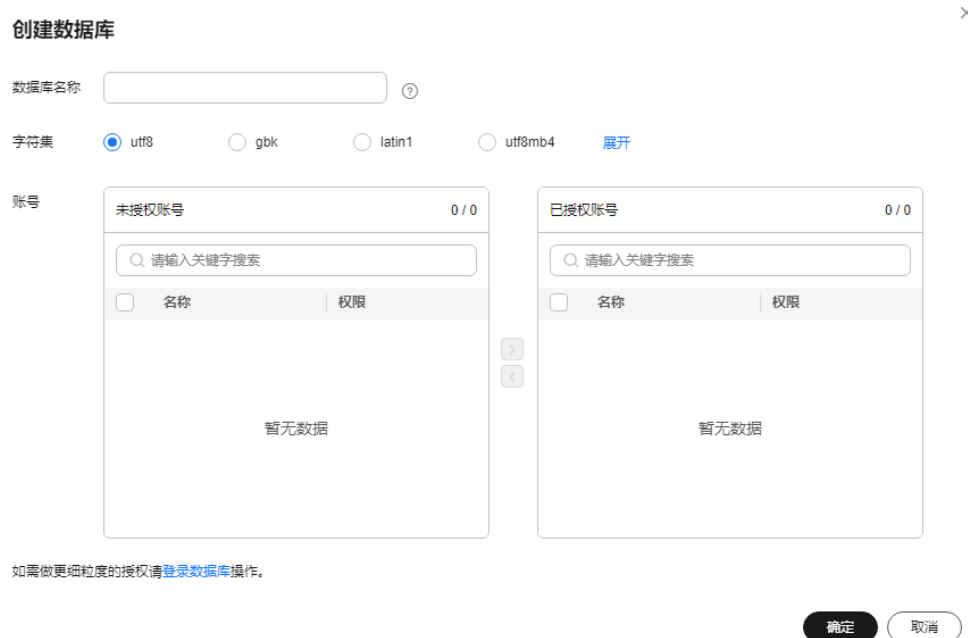 创建数据库
数据库名称
字符集 utf8 gbk latin1 utf8mb4 展开
账号
未授权账号 0 / 0
请输入关键字搜索
名称 权限
暂无数据
已授权账号 0 / 0
请输入关键字搜索
名称 权限
暂无数据
如需做更细粒度的授权请登录数据库操作。
确定 取消